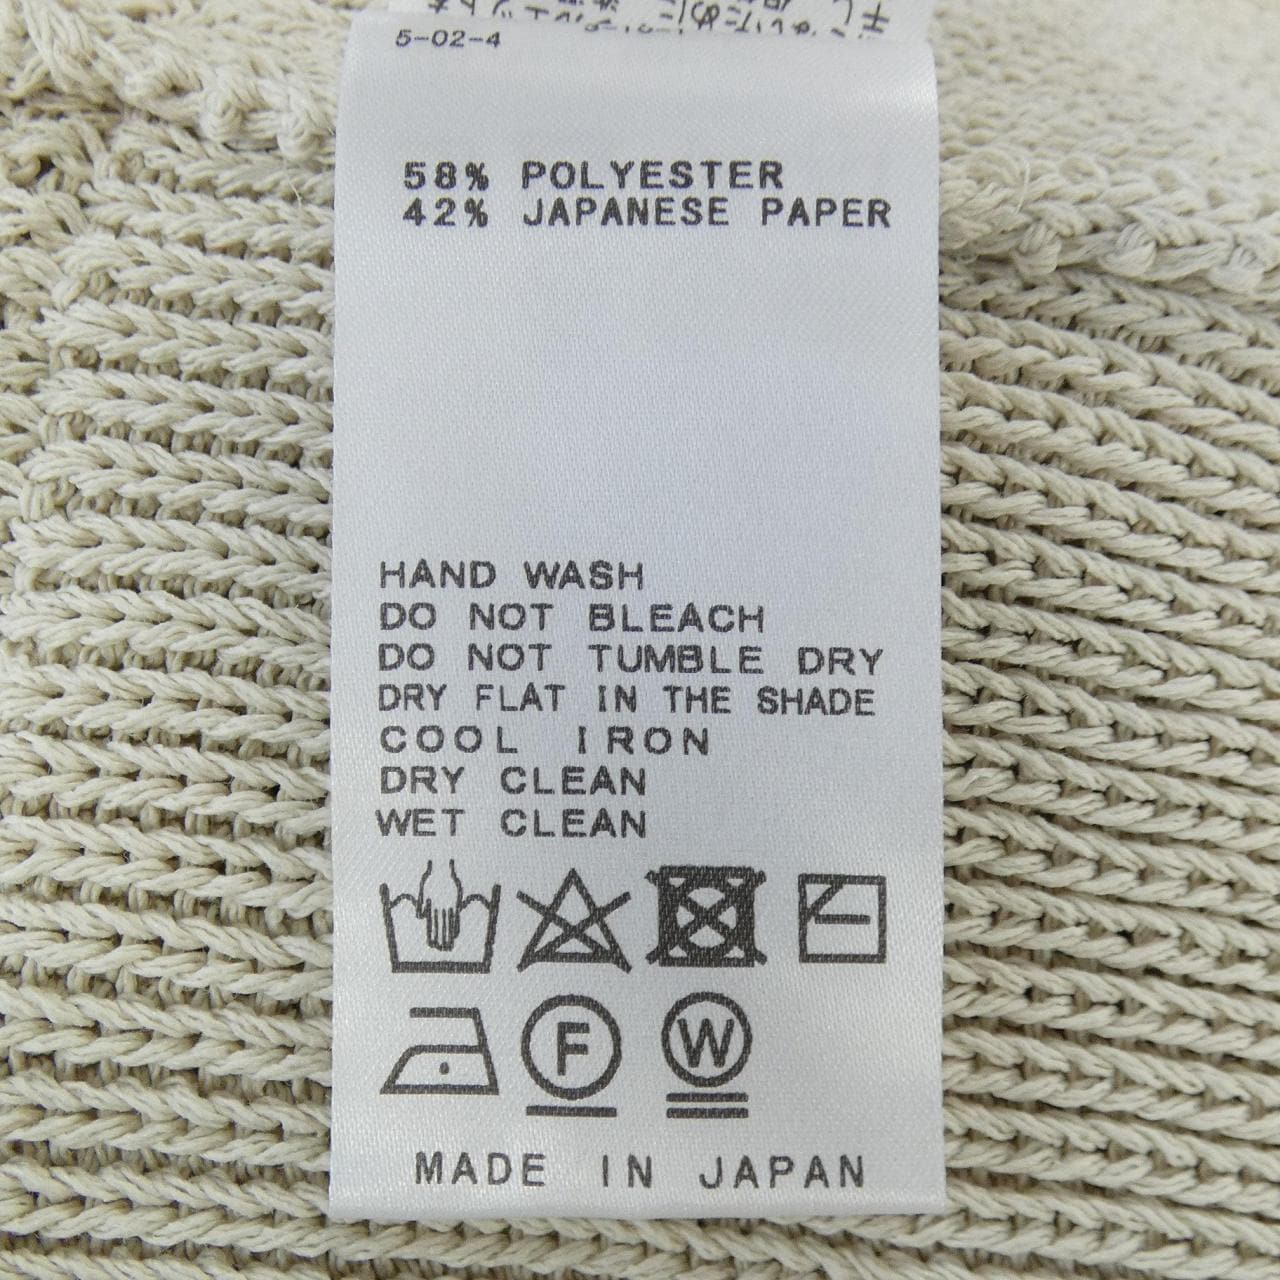 5-02-4
58% POLYESTER
42% JAPANESE PAPER
HAND WASH
DO NOT BLEACH
DO NOT TUMBLE DRY
DRY FLAT IN THE SHADE
COOL IRON
DRY CLEAN
WET CLEAN
F W
MADE IN JAPAN